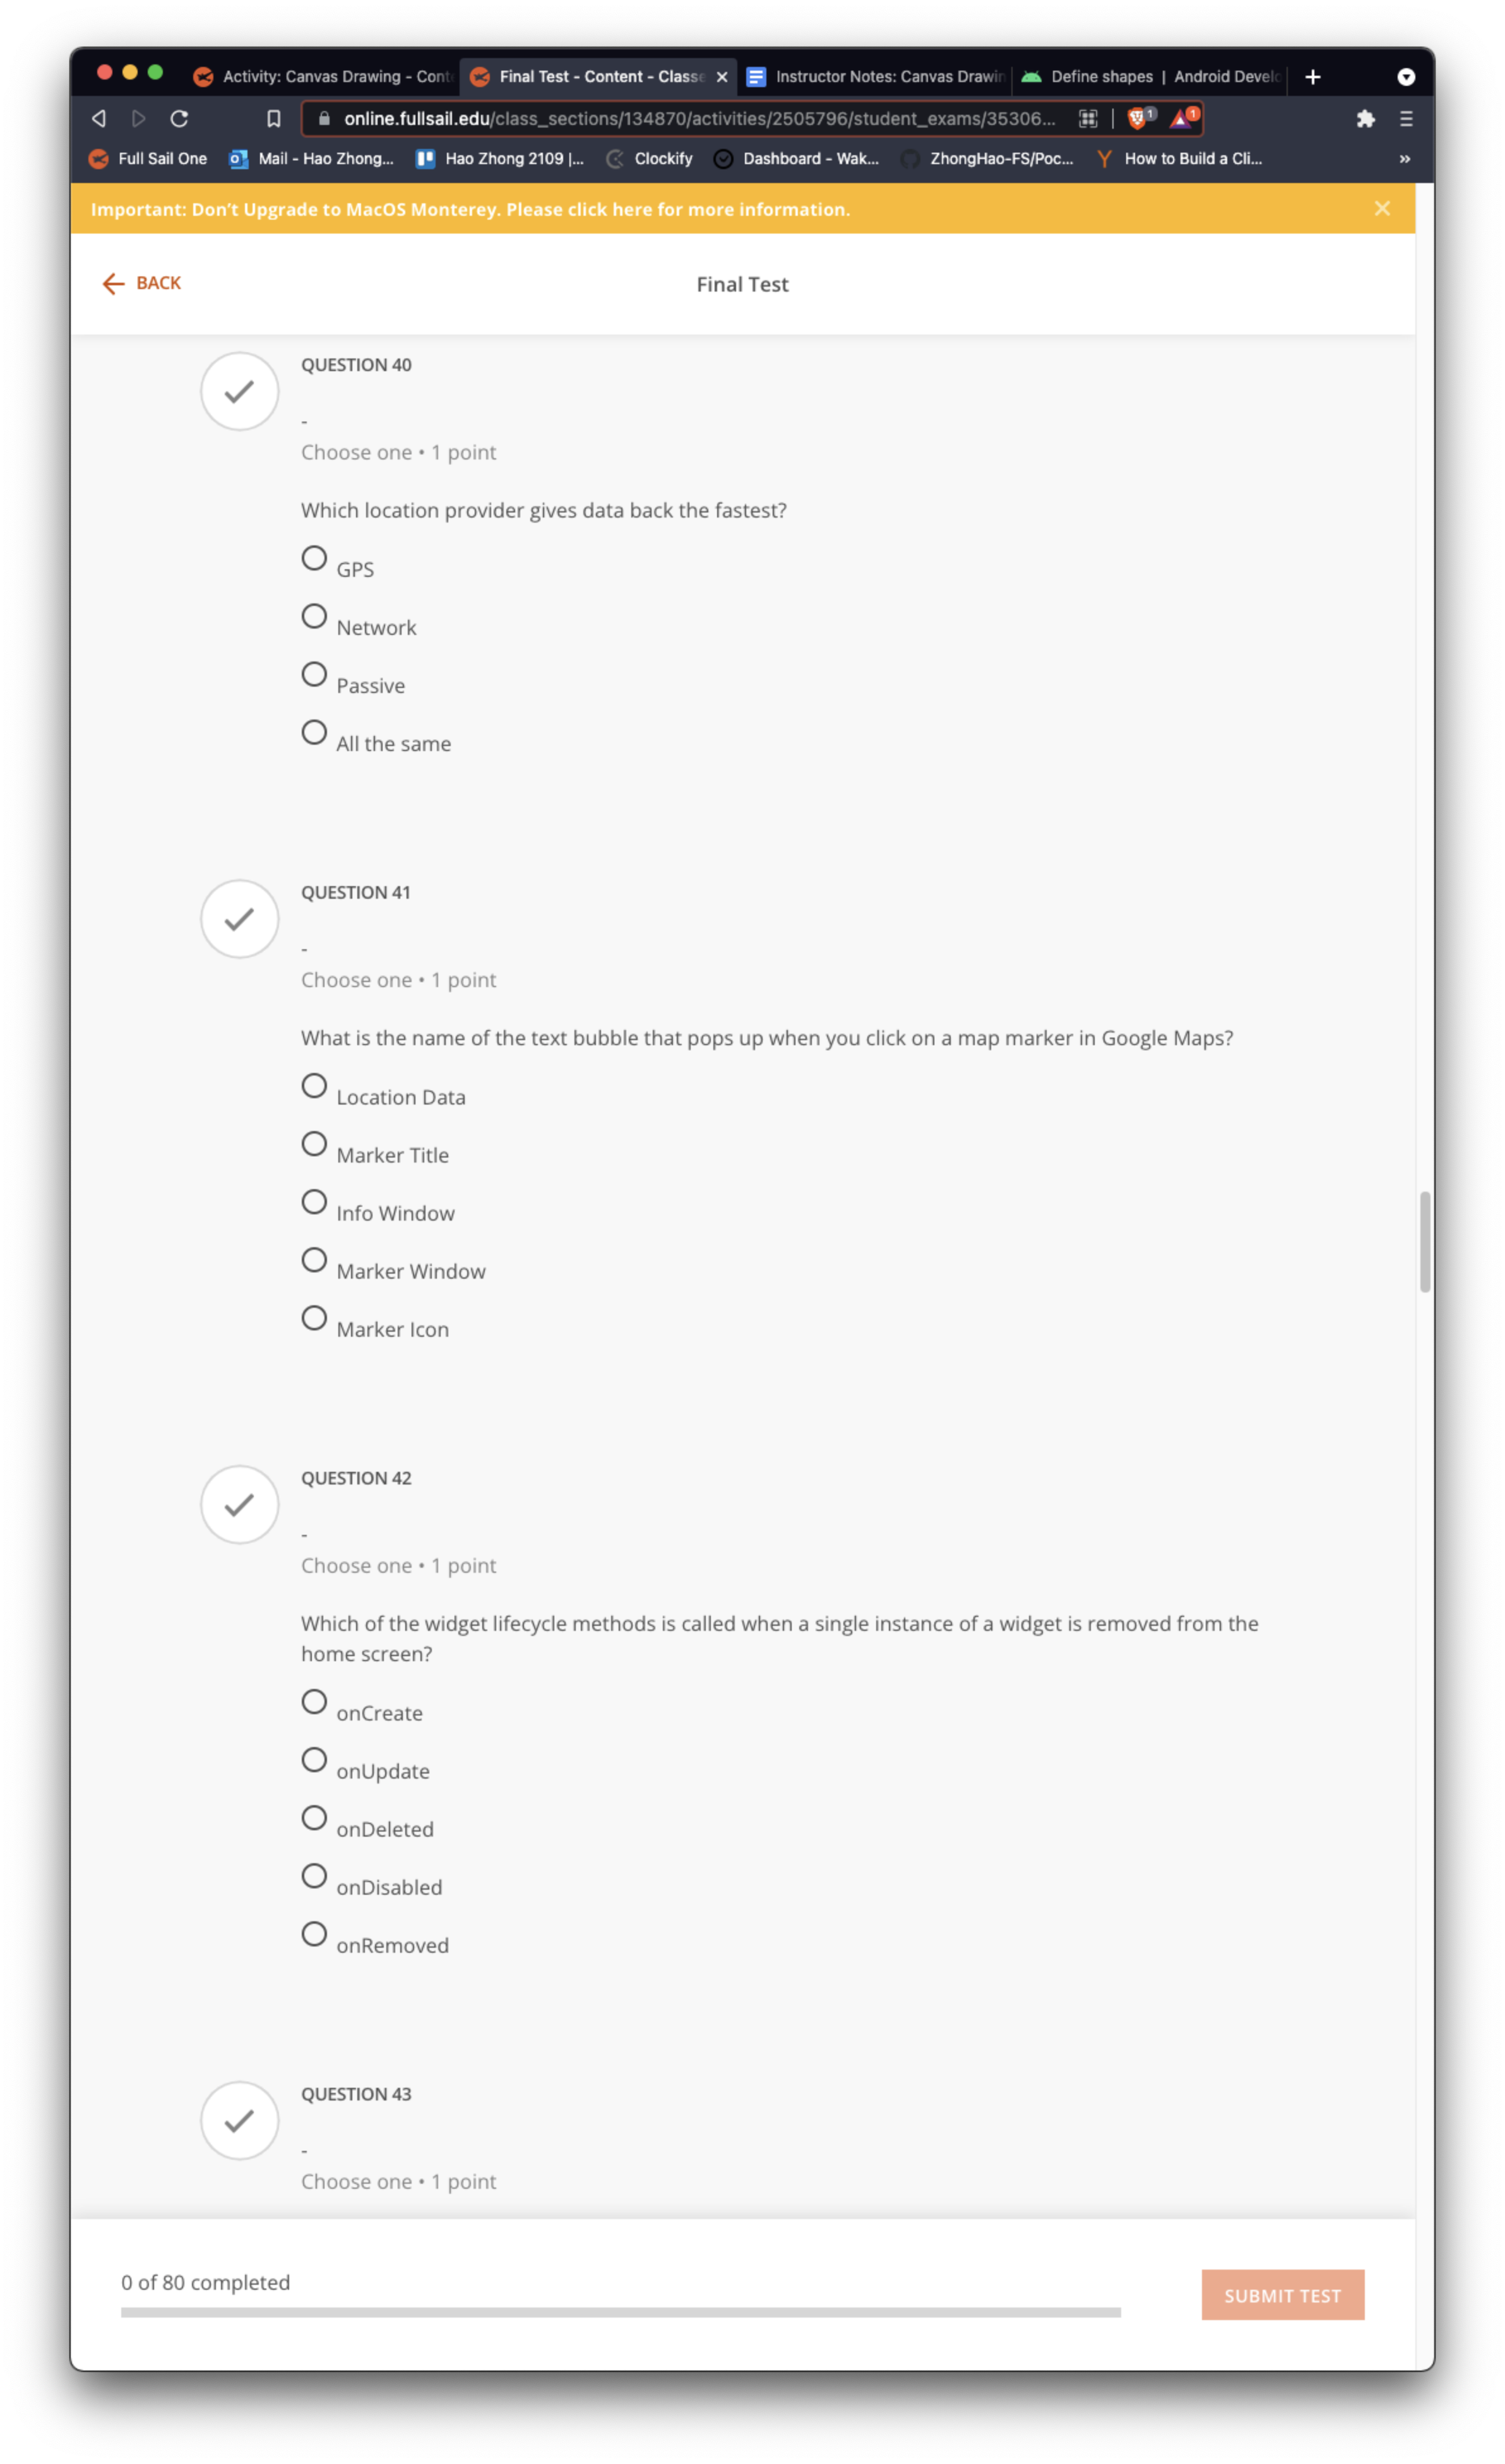 Activity: Canvas Drawing - Cont
Final Test - Content - Classe
Instructor Notes: Canvas Drawin
Define shapes | Android Develo
online.fullsail.edu/class_sections/134870/activities/2505796/student_exams/35306...
1
1
Full Sail One
Mail - Hao Zhong...
Hao Zhong 2109 |...
Clockify
Dashboard - Wak...
ZhongHao-FS/Poc...
How to Build a Cli...
»
Important: Don't Upgrade to MacOS Monterey. Please click here for more information.
BACK
Final Test
QUESTION 40
-
Choose one • 1 point
Which location provider gives data back the fastest?
GPS
Network
Passive
All the same
QUESTION 41
-
Choose one • 1 point
What is the name of the text bubble that pops up when you click on a map marker in Google Maps?
Location Data
Marker Title
Info Window
Marker Window
Marker Icon
QUESTION 42
-
Choose one • 1 point
Which of the widget lifecycle methods is called when a single instance of a widget is removed from the
home screen?
onCreate
onUpdate
onDeleted
onDisabled
onRemoved
QUESTION 43
-
Choose one • 1 point
0 of 80 completed
SUBMIT TEST